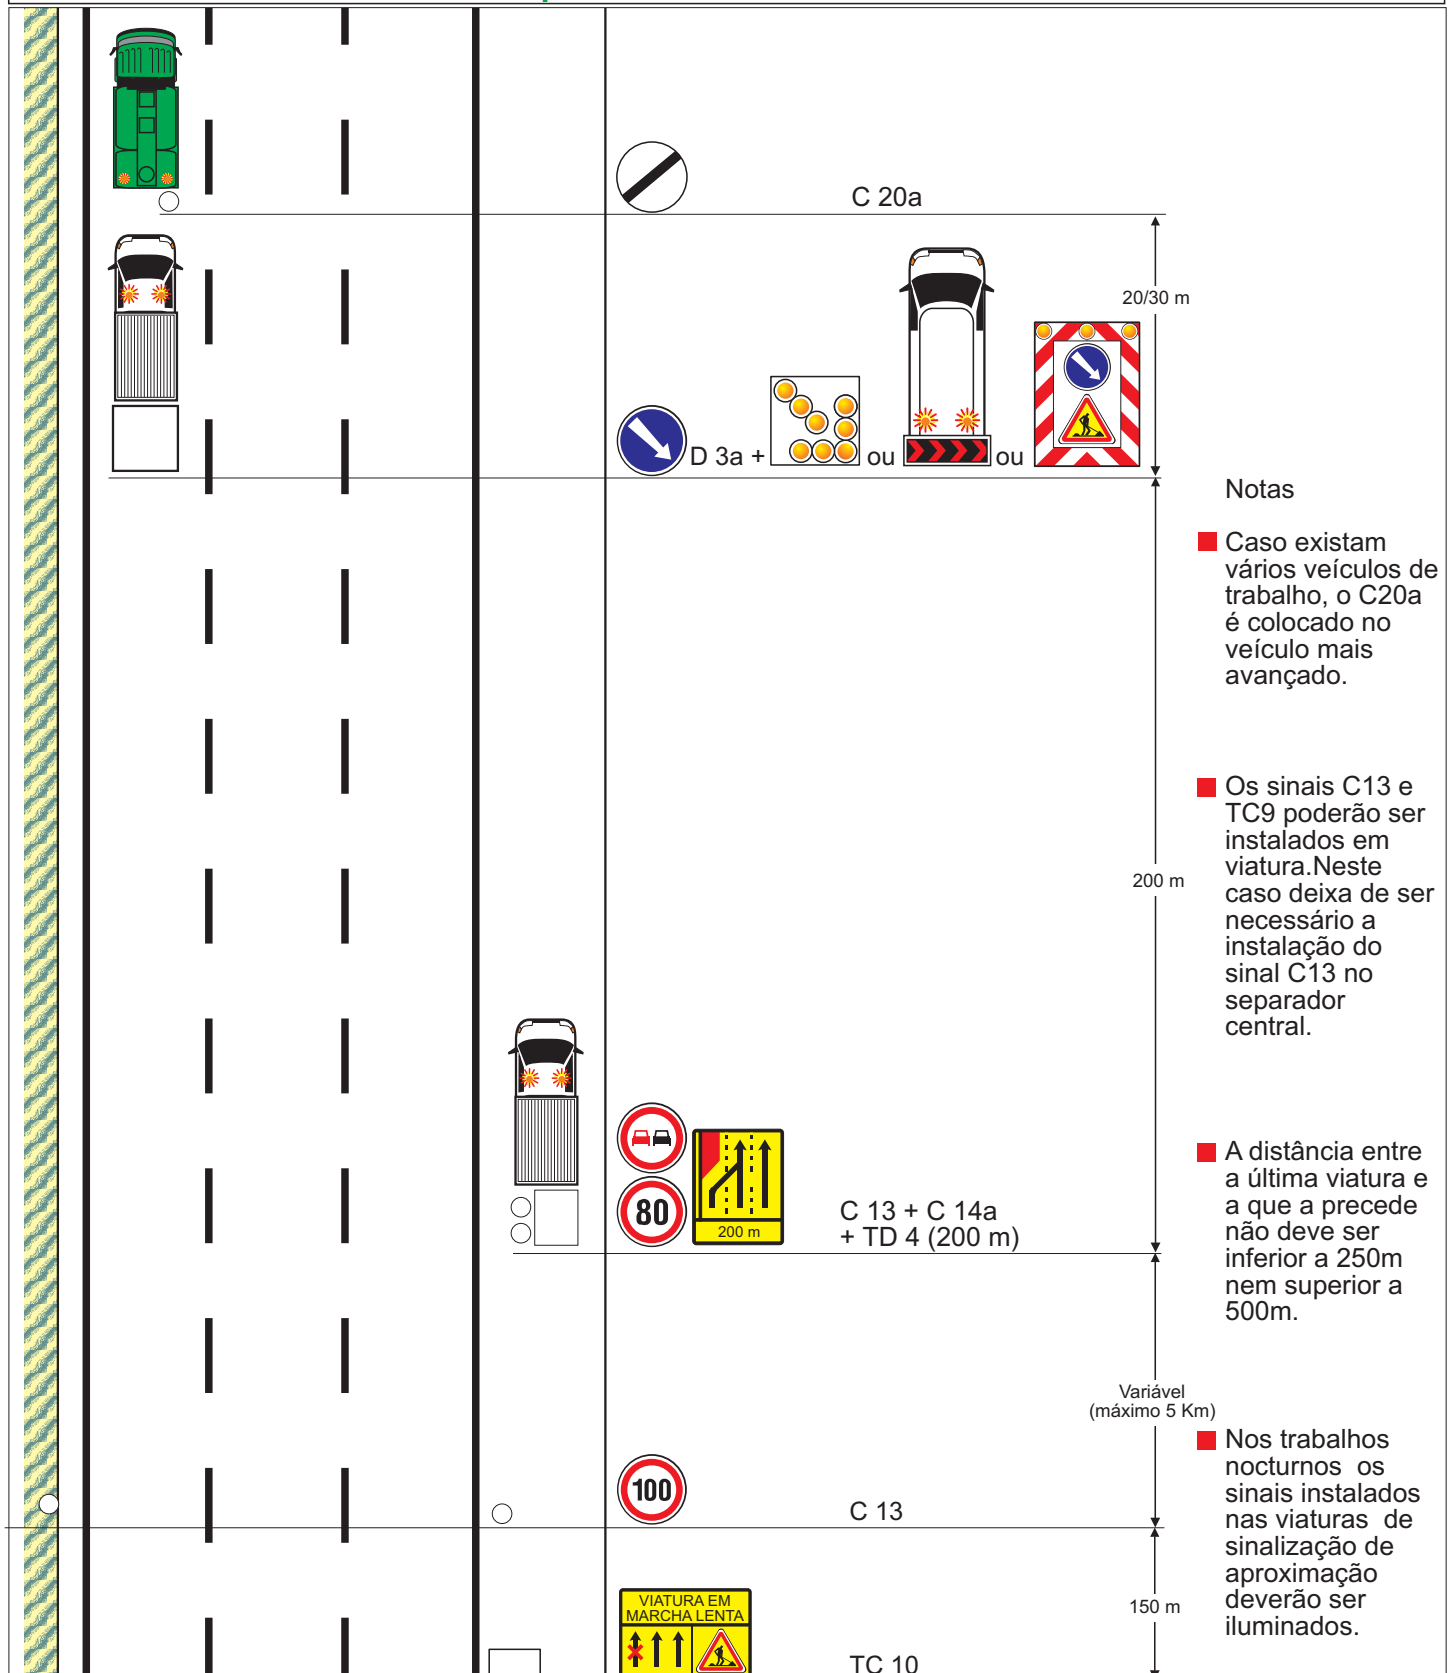 C 20a
20/30 m
D 3a +
ou
ou
Notas
Caso existam
vários veículos de
trabalho, o C20a
é colocado no
veículo mais
avançado.
Os sinais C13 e
TC9 poderão ser
instalados em
viatura.Neste
caso deixa de ser
necessário a
instalação do
sinal C13 no
separador
central.
200 m
A distância entre
a última viatura e
a que a precede
não deve ser
inferior a 250m
nem superior a
500m.
80
200 m
C 13 + C 14a
+ TD 4 (200 m)
Variável
(máximo 5 Km)
Nos trabalhos
nocturnos os
sinais instalados
nas viaturas de
sinalização de
aproximação
deverão ser
iluminados.
100
C 13
150 m
VIATURA EM
MARCHA LENTA
TC 10